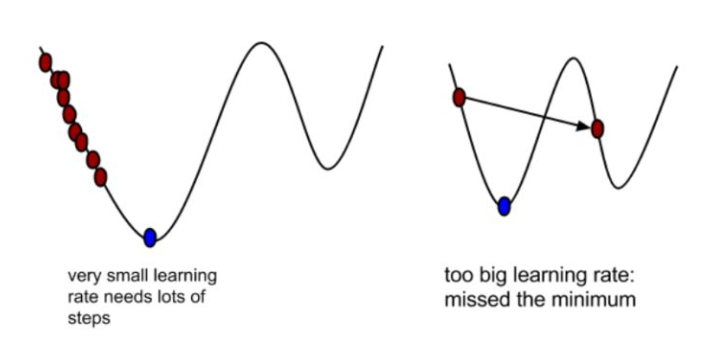 very small learning
rate needs lots of
steps
too big learning rate:
missed the minimum